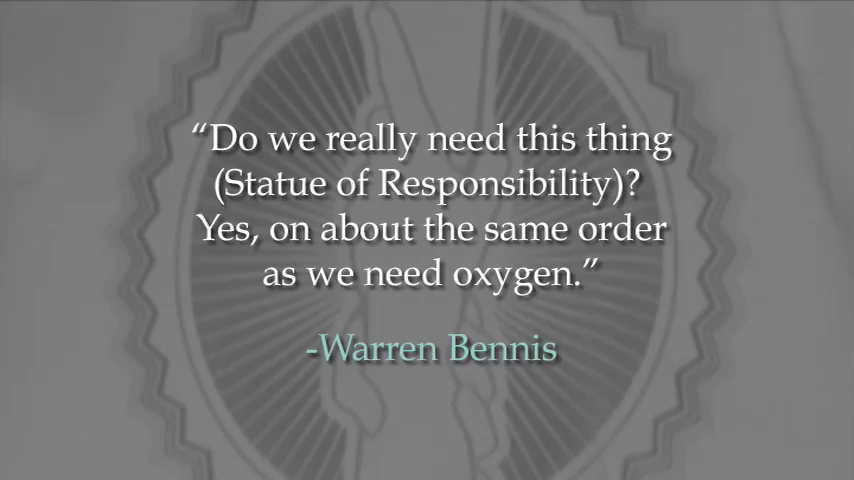 “Do we really need this thing
(Statue of Responsibility)?
Yes, on about the same order
as we need oxygen.”
-Warren Bennis